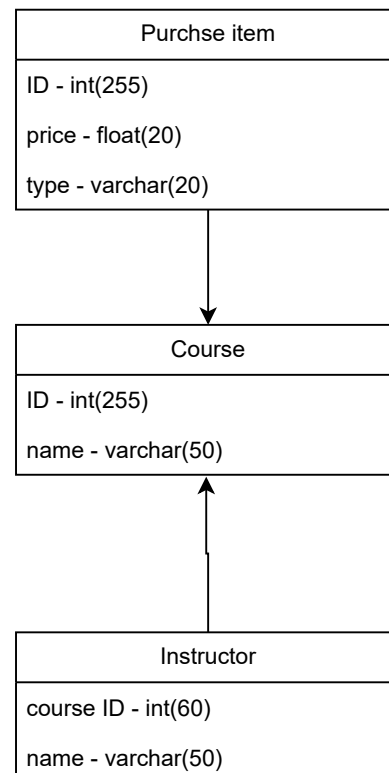 Purchse item
ID - int(255)
price - float(20)
type - varchar(20)
Course
ID - int(255)
name - varchar(50)
Instructor
course ID - int(60)
name - varchar(50)